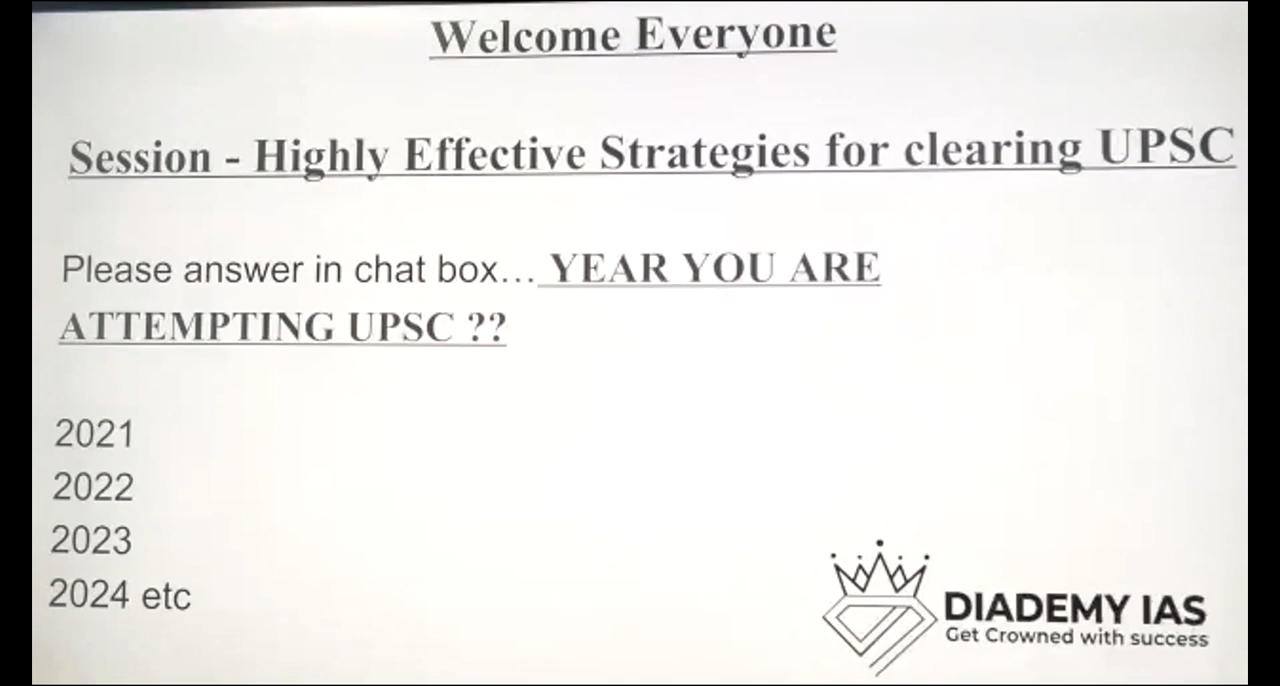 Welcome Everyone
Session - Highly Effective Strategies for clearing UPSC
Please answer in chat box... YEAR YOU ARE
ATTEMPTING UPSC ??
2021
2022
2023
2024 etc
DIADEMY IAS
Get Crowned with success